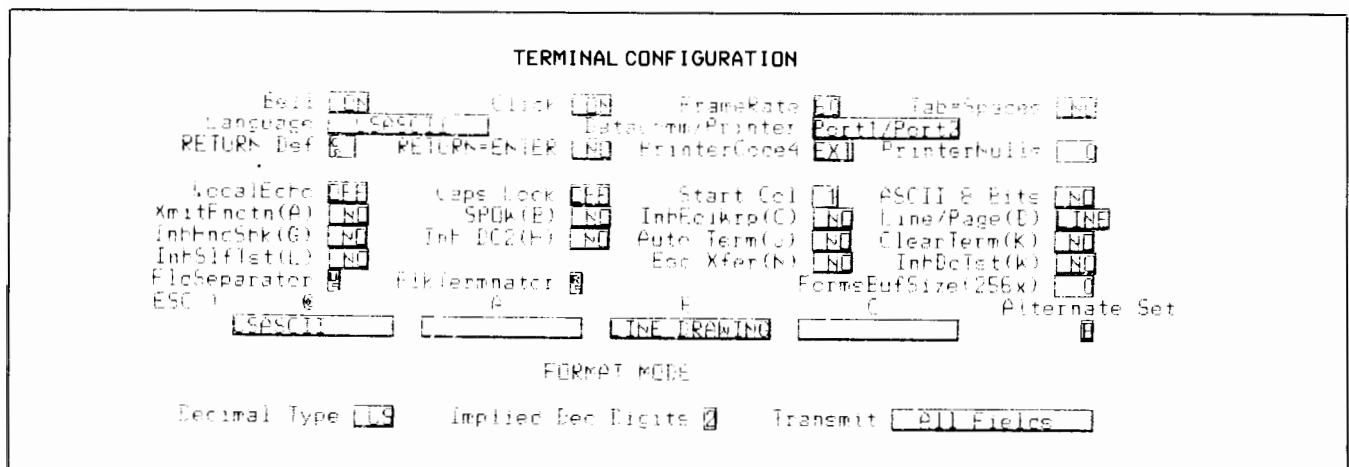 TERMINAL CONFIGURATION
Bell ON Click ON FrameRate 60 Tab=Spaces NO
Language USASCII Datacomm/Printer Port1/Port2
RETURN Def RETURN=ENTER NO PrinterCode4 EXT PrinterNulls 0
LocalEcho OFF Caps Lock OFF Start Col 1 ASCII 8 Bits NO
XmitFnctn(A) NO SPOW(B) NO InhEolWrp(C) NO Line/Page(D) LINE
InhHndShk(G) NO Inh DC2(H) NO Auto Term(J) NO ClearTerm(K) NO
InhSlfTst(L) NO Esc Xfer(N) NO InhDcTst(W) NO
FldSeparator BlkTermnator FormsBufSize(256x) 0
ESC ) @ A B C Alternate Set
USASCII LINE DRAWING B
FORMAT MODE
Decimal Type US Implied Dec Digits Transmit All Fields